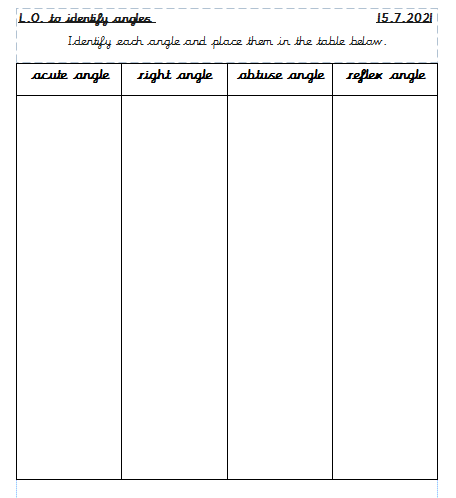 L.O. to identify angles 15.7.2021
Identify each angle and place them in the table below.
acute angle right angle obtuse angle reflex angle